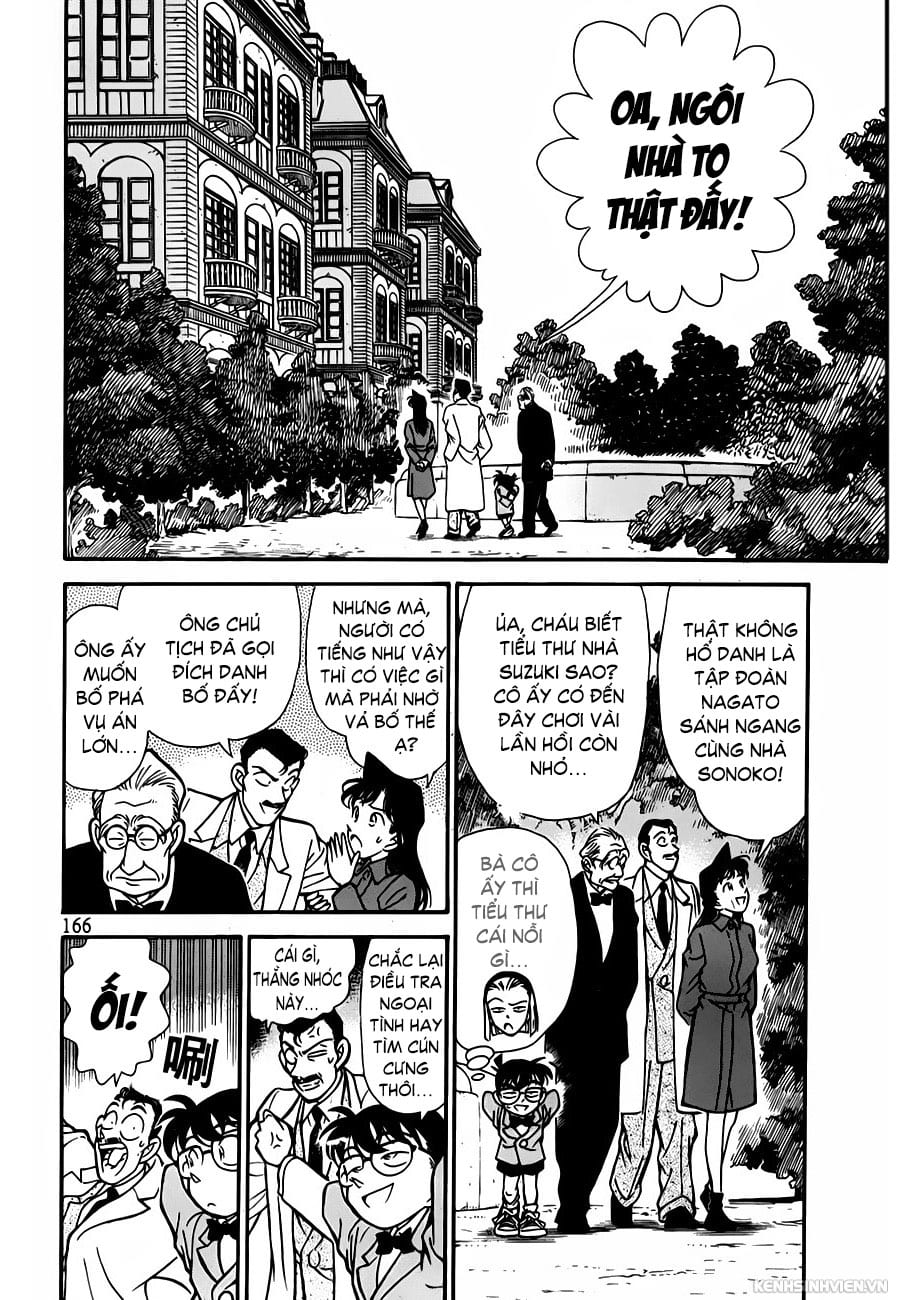 OA, NGÔI
NHÀ TO
THẬT ĐẤY!
THẬT KHÔNG
HỔ DANH LÀ
TẬP ĐOÀN
NAGATO
SÁNH NGANG
CÙNG NHÀ
SONOKO!
ỦA, CHÁU BIẾT
TIỂU THƯ NHÀ
SUZUKI SAO?
CÔ ẤY CÓ ĐẾN
ĐÂY CHƠI VÀI
LẦN HỒI CÒN
NHỎ...
BÀ CÔ
ẤY THÌ
TIỂU THƯ
CÁI NỒI
GÌ...
NHƯNG MÀ,
NGƯỜI CÓ
TIẾNG NHƯ VẬY
THÌ CÓ VIỆC GÌ
MÀ PHẢI NHỜ
VẢ BỐ THẾ
Ạ?
ÔNG CHỦ
TỊCH ĐÃ GỌI
ĐÍCH DANH
BỐ ĐẤY!
ÔNG ẤY
MUỐN
BỐ PHÁ
VỤ ÁN
LỚN...
166
CHẮC LẠI
ĐIỀU TRA
NGOẠI
TÌNH HAY
TÌM CÚN
CƯNG
THÔI...
CÁI GÌ,
THẰNG NHÓC
NÀY...
ỐI!
唰
KENHSINHVIEN.VN